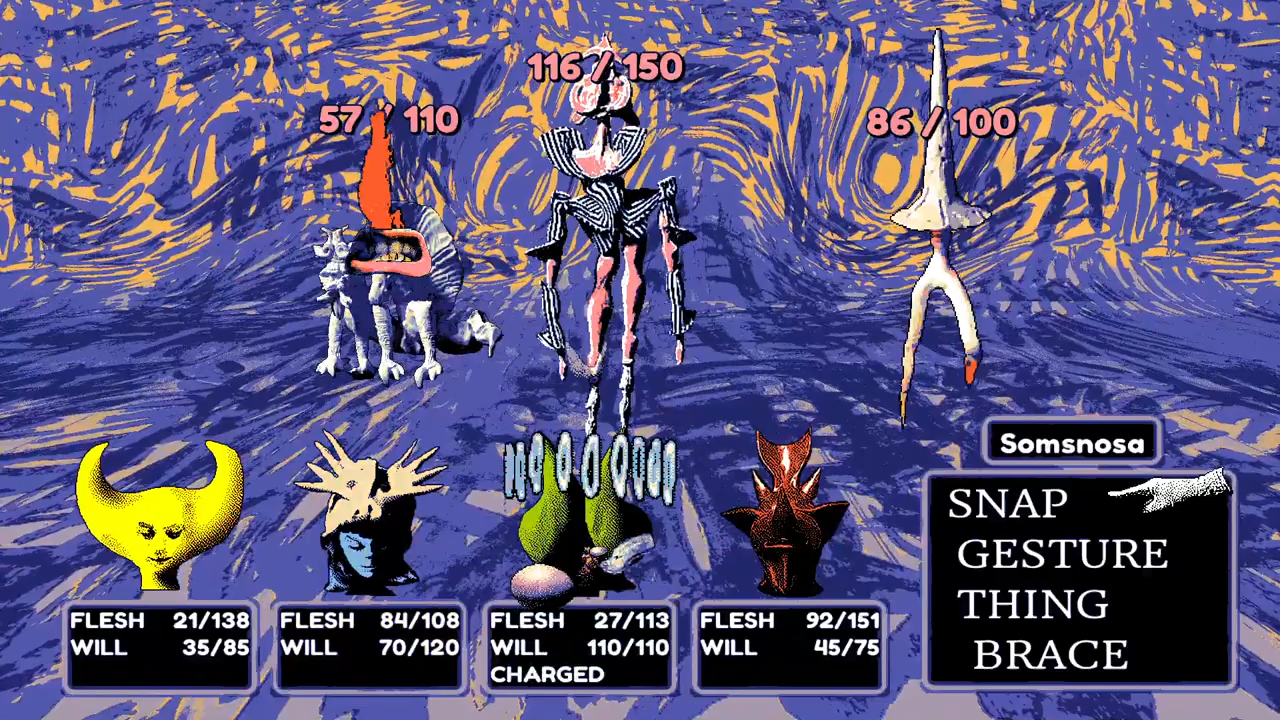 116 / 150
57 / 110
86 / 100
Somsnosa
SNAP
GESTURE
THING
BRACE
FLESH 21/138
WILL 35/85
FLESH 84/108
WILL 70/120
FLESH 27/113
WILL 110/110
CHARGED
FLESH 92/151
WILL 45/75